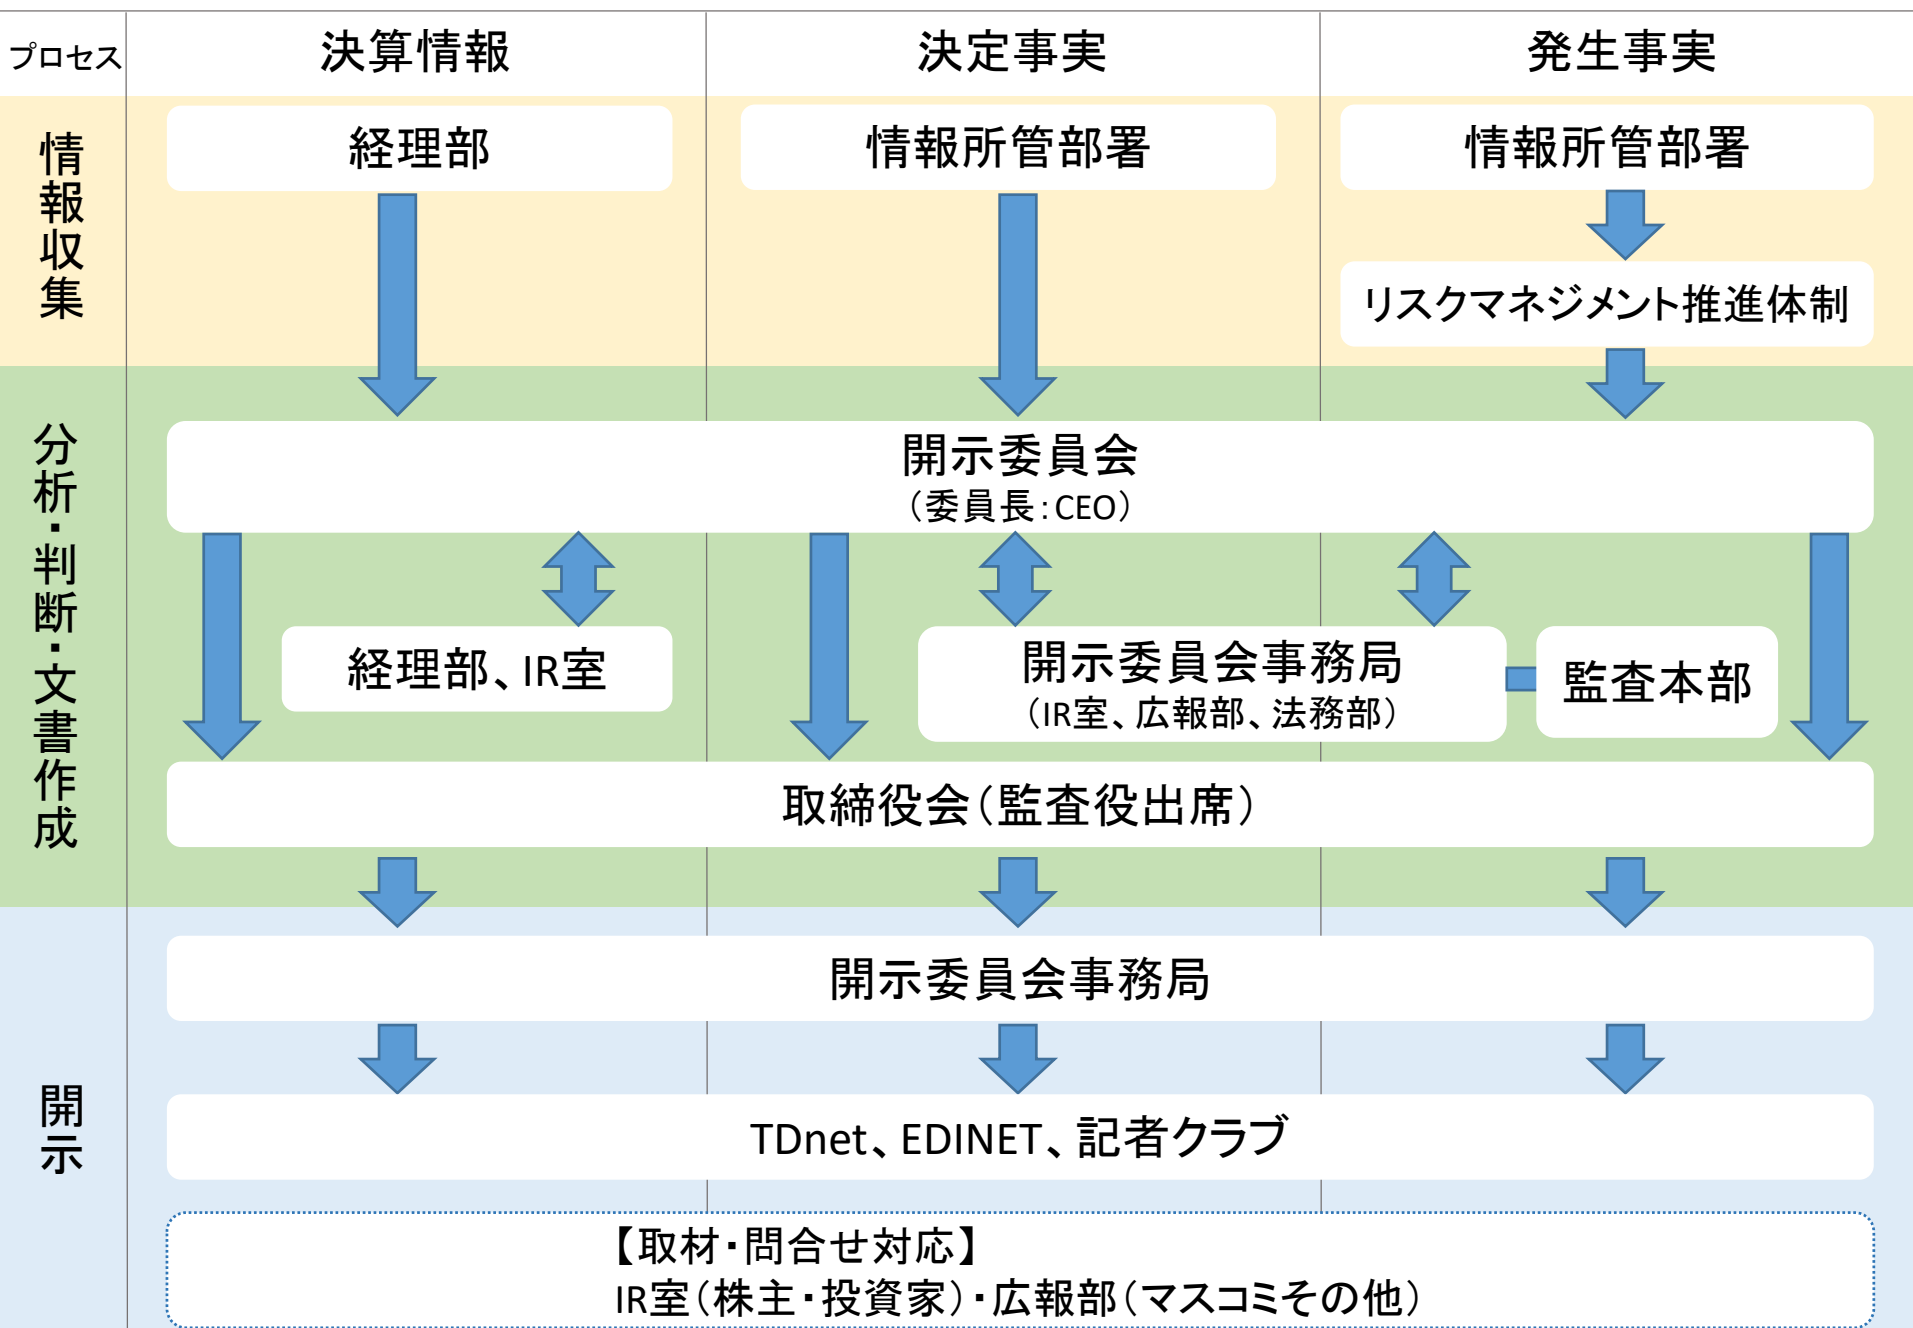 プロセス
決算情報
決定事実
発生事実
情報収集
経理部
情報所管部署
情報所管部署
リスクマネジメント推進体制
分析・判断・文書作成
開示委員会
（委員長：CEO）
経理部、IR室
開示委員会事務局
（IR室、広報部、法務部）
監査本部
取締役会（監査役出席）
開示
開示委員会事務局
TDnet、EDINET、記者クラブ
【取材・問合せ対応】
IR室（株主・投資家）・広報部（マスコミその他）